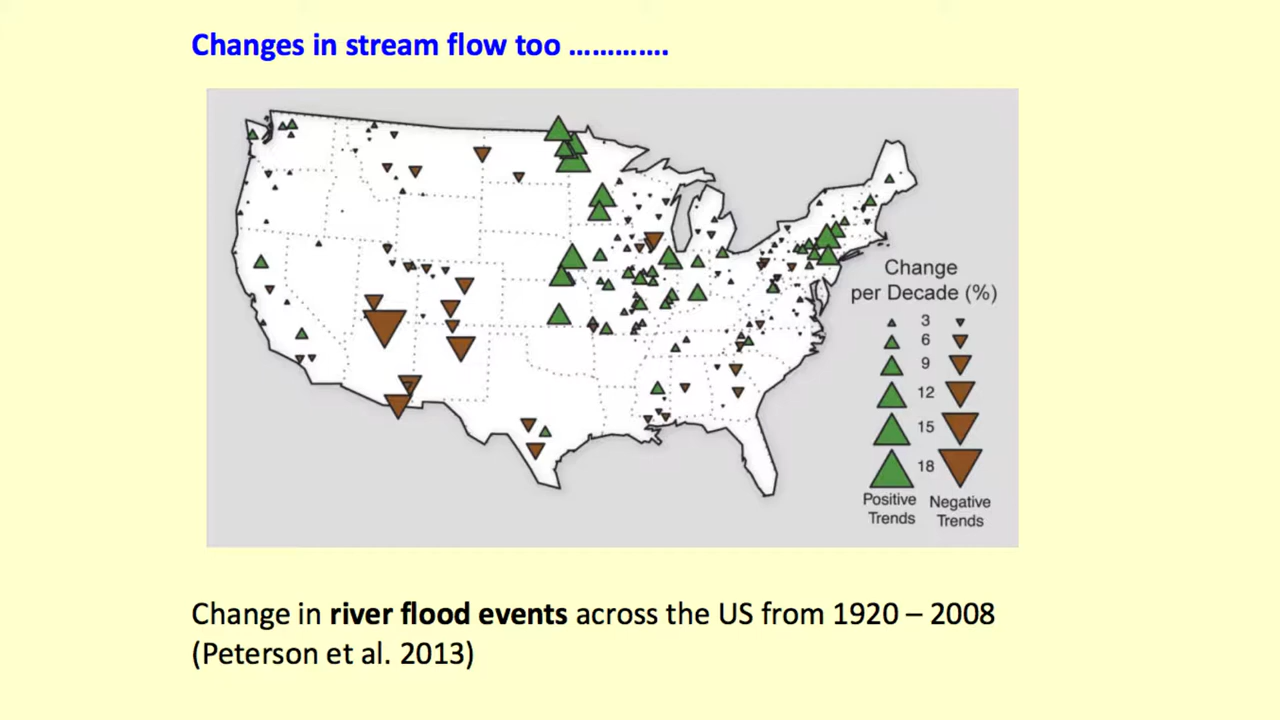 Changes in stream flow too .............
Change
per Decade (%)
3
6
9
12
15
18
Positive
Trends
Negative
Trends
Change in river flood events across the US from 1920 – 2008
(Peterson et al. 2013)